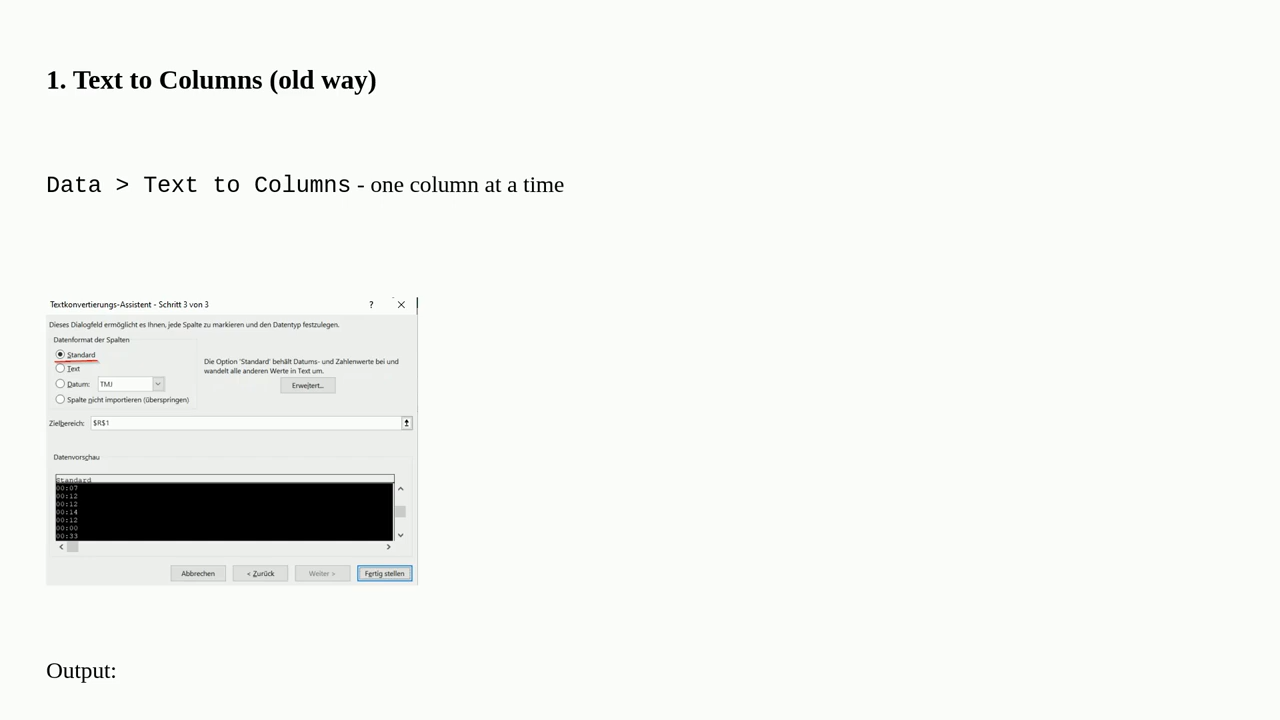 1. Text to Columns (old way)
Data > Text to Columns - one column at a time
Textkonvertierungs-Assistent - Schritt 3 von 3 ?
Dieses Dialogfeld ermöglicht es Ihnen, jede Spalte zu markieren und den Datentyp festzulegen.
Datenformat der Spalten
Standard
Text
Datum: TMJ
Spalte nicht importieren (überspringen)
Die Option 'Standard' behält Datums- und Zahlenwerte bei und
wandelt alle anderen Werte in Text um.
Erweitert...
Zielbereich: $R$1
Datenvorschau
Standard
00:07
00:12
00:12
00:14
00:12
00:00
00:33
Abbrechen < Zurück Weiter > Fertig stellen
Output: